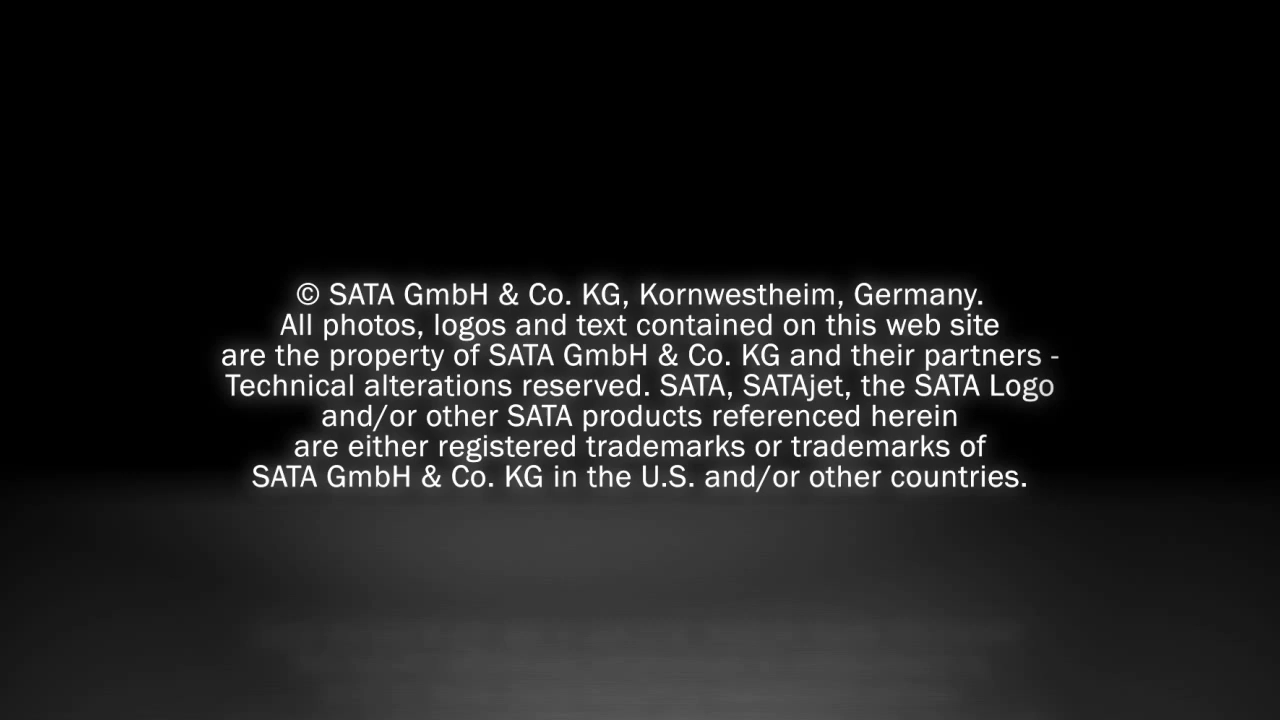 © SATA GmbH & Co. KG, Kornwestheim, Germany.
All photos, logos and text contained on this web site
are the property of SATA GmbH & Co. KG and their partners -
Technical alterations reserved. SATA, SATAjet, the SATA Logo
and/or other SATA products referenced herein
are either registered trademarks or trademarks of
SATA GmbH & Co. KG in the U.S. and/or other countries.